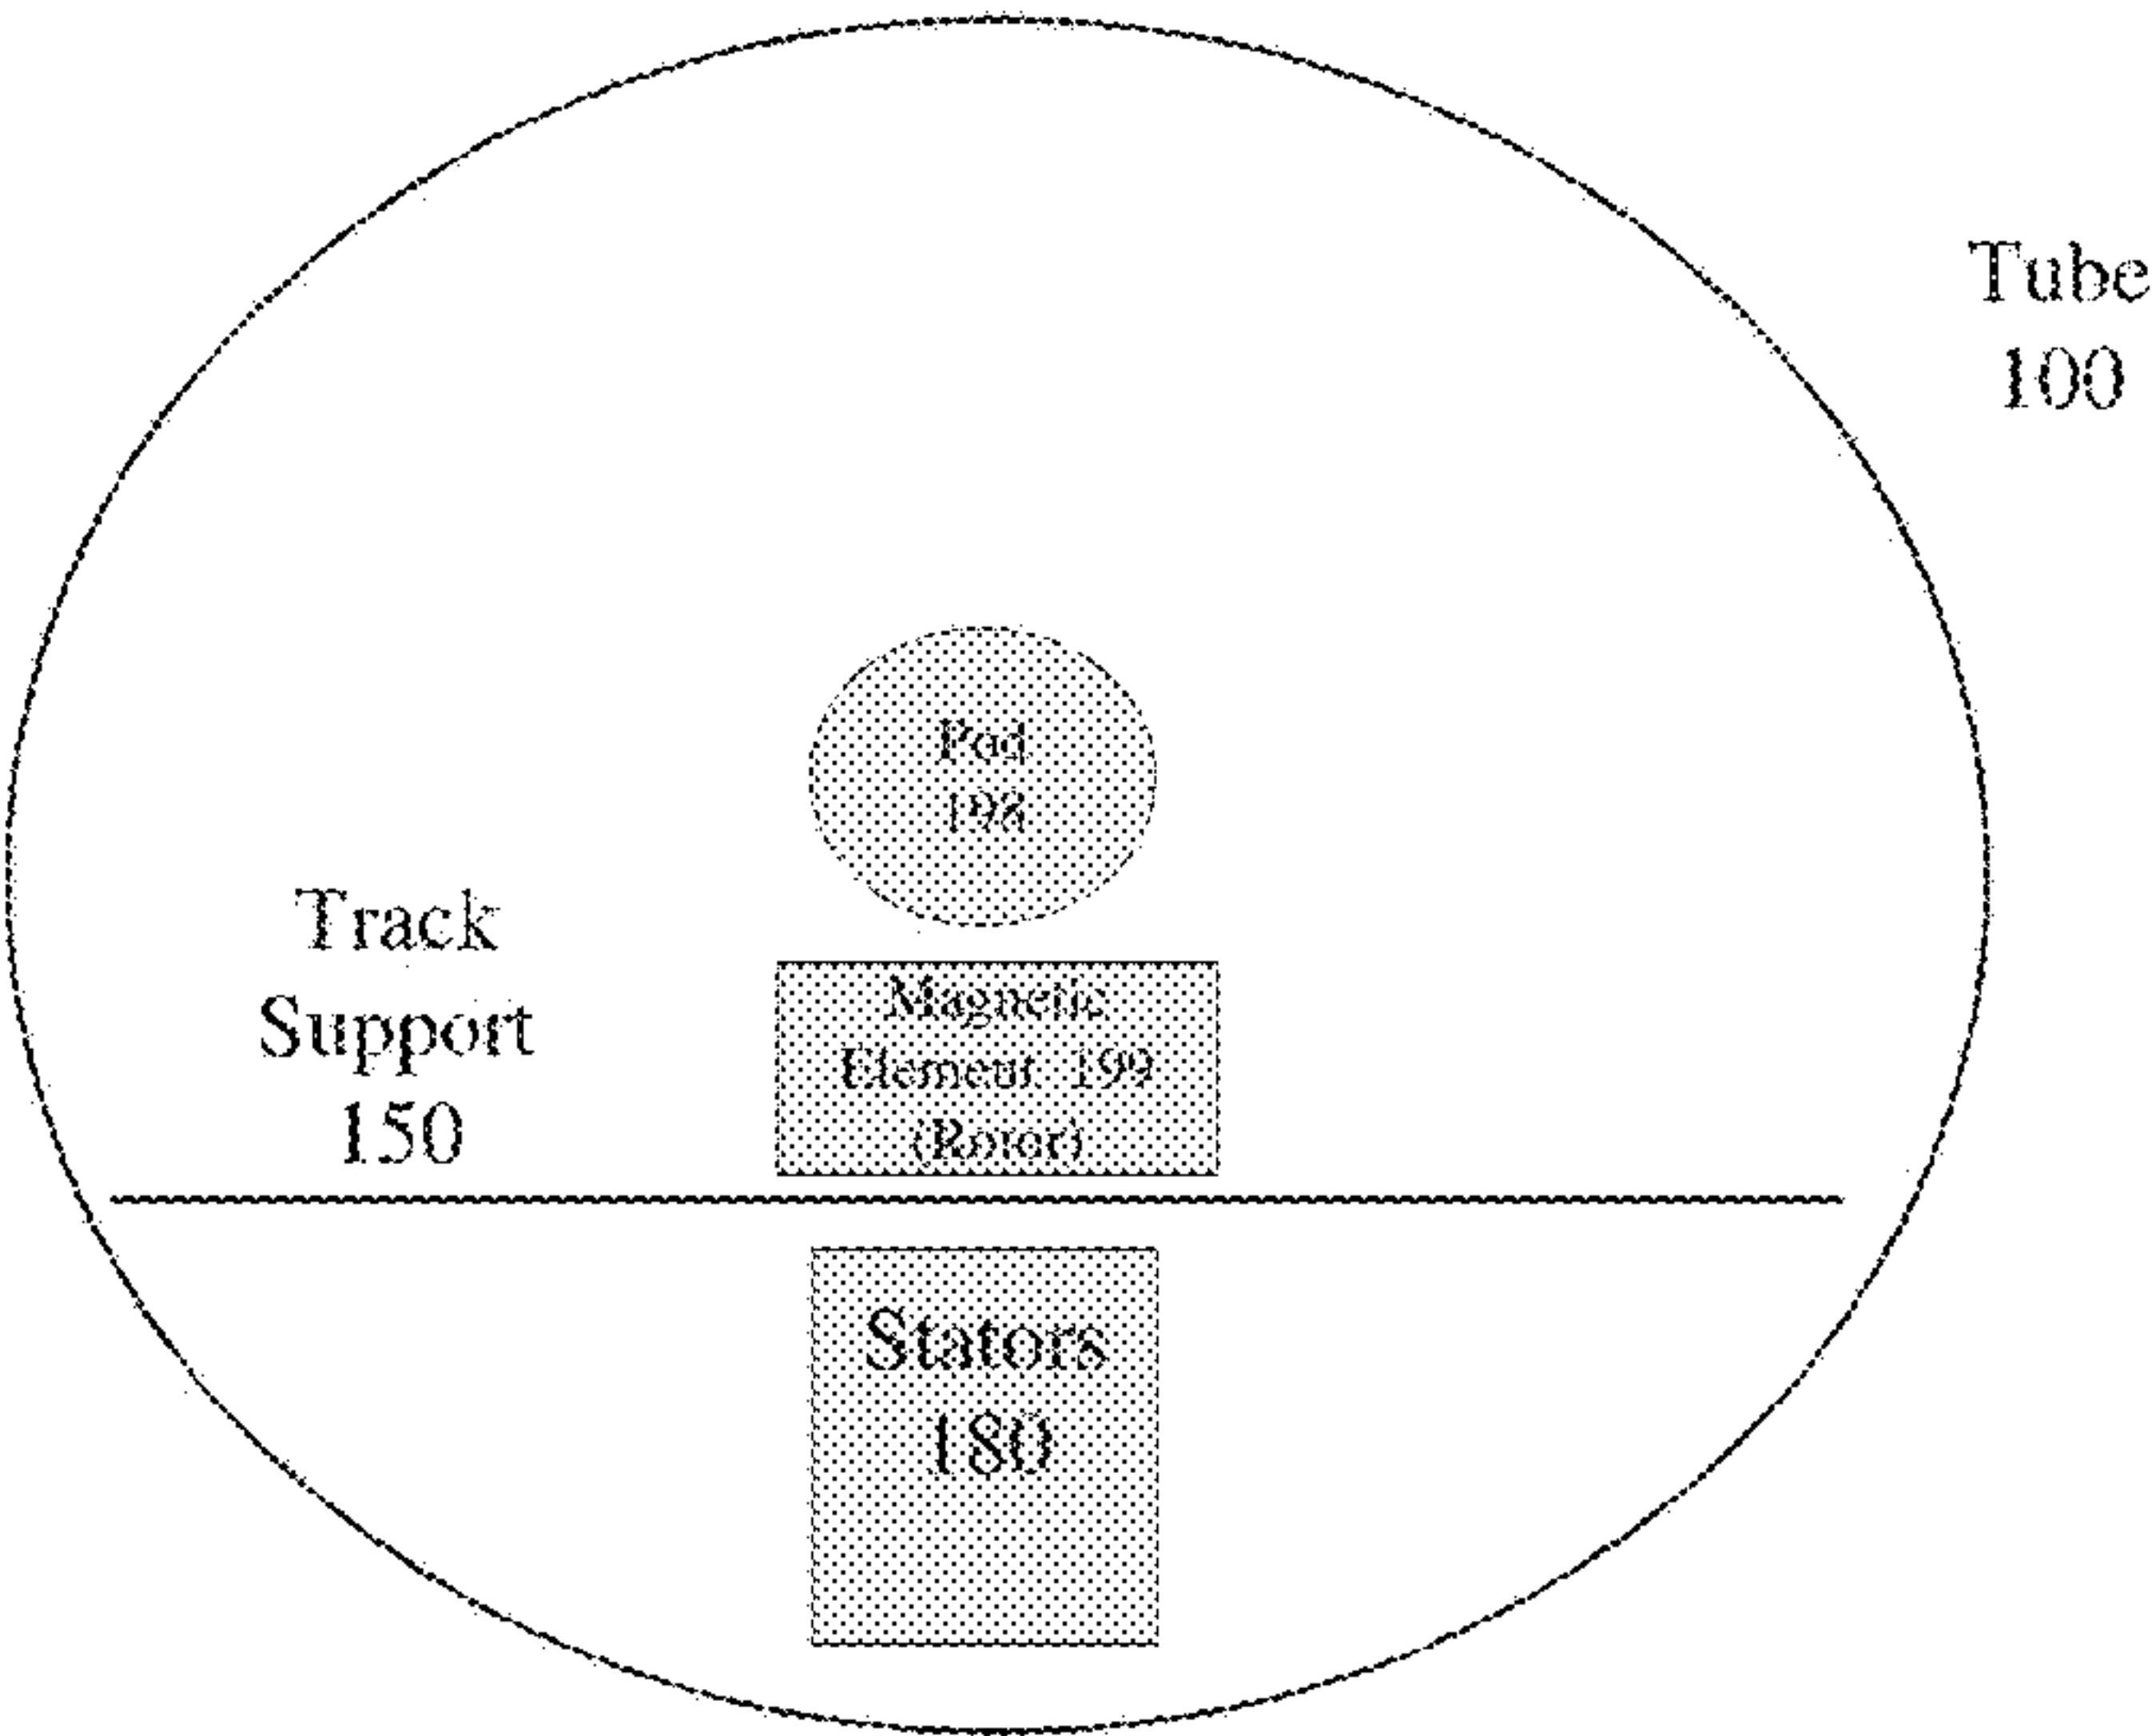 Tube
100
Pod
198
Track
Support
150
Magnetic
Element 199
(Rotor)
Stators
180